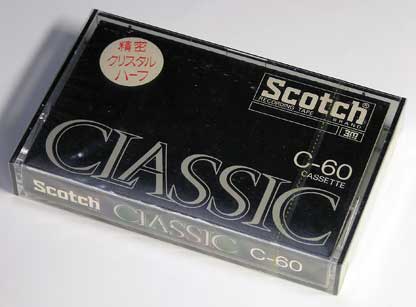 精密
クリスタル
ハーフ
Scotch®
RECORDING TAPE BRAND
3M
CLASSIC
C-60
CASSETTE
Scotch CLASSIC C-60